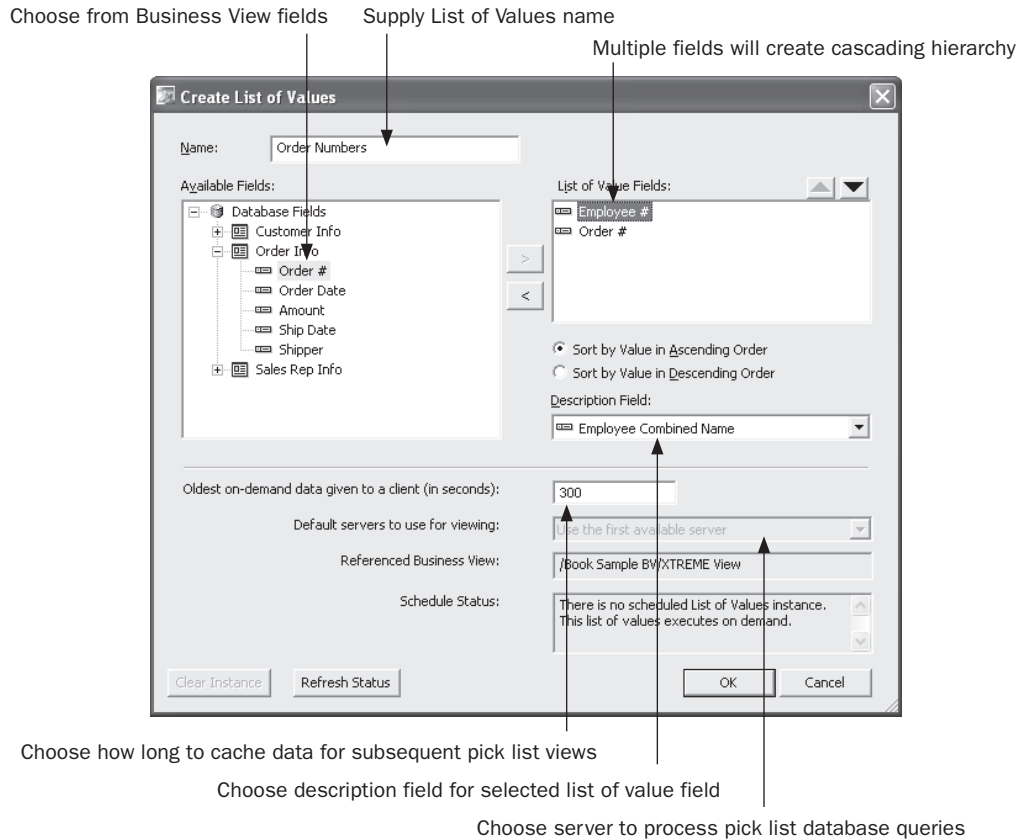 Choose from Business View fields
Supply List of Values name
Multiple fields will create cascading hierarchy
Create List of Values
Name:
Order Numbers
Available Fields:
Database Fields
Customer Info
Order Info
Order #
Order Date
Amount
Ship Date
Shipper
Sales Rep Info
>
<
List of Value Fields:
Employee #
Order #
Sort by Value in Ascending Order
Sort by Value in Descending Order
Description Field:
Employee Combined Name
Oldest on-demand data given to a client (in seconds):
300
Default servers to use for viewing:
Use the first available server
Referenced Business View:
/Book Sample BV/XTREME View
Schedule Status:
There is no scheduled List of Values instance.
This list of values executes on demand.
Clear Instance
Refresh Status
OK
Cancel
Choose how long to cache data for subsequent pick list views
Choose description field for selected list of value field
Choose server to process pick list database queries